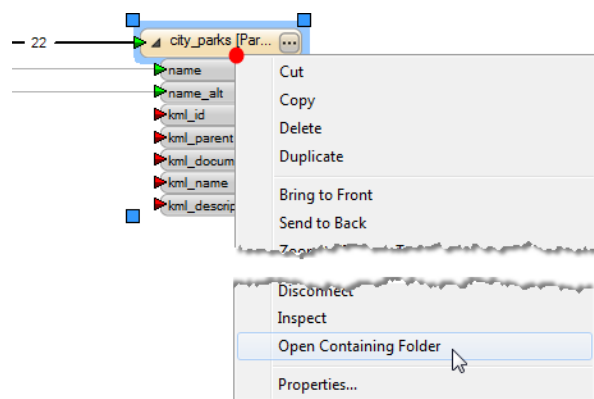 22
city_parks [Par... ...
name
name_alt
kml_id
kml_parent
kml_docum
kml_name
kml_descrip
Cut
Copy
Delete
Duplicate
Bring to Front
Send to Back
Disconnect
Inspect
Open Containing Folder
Properties...